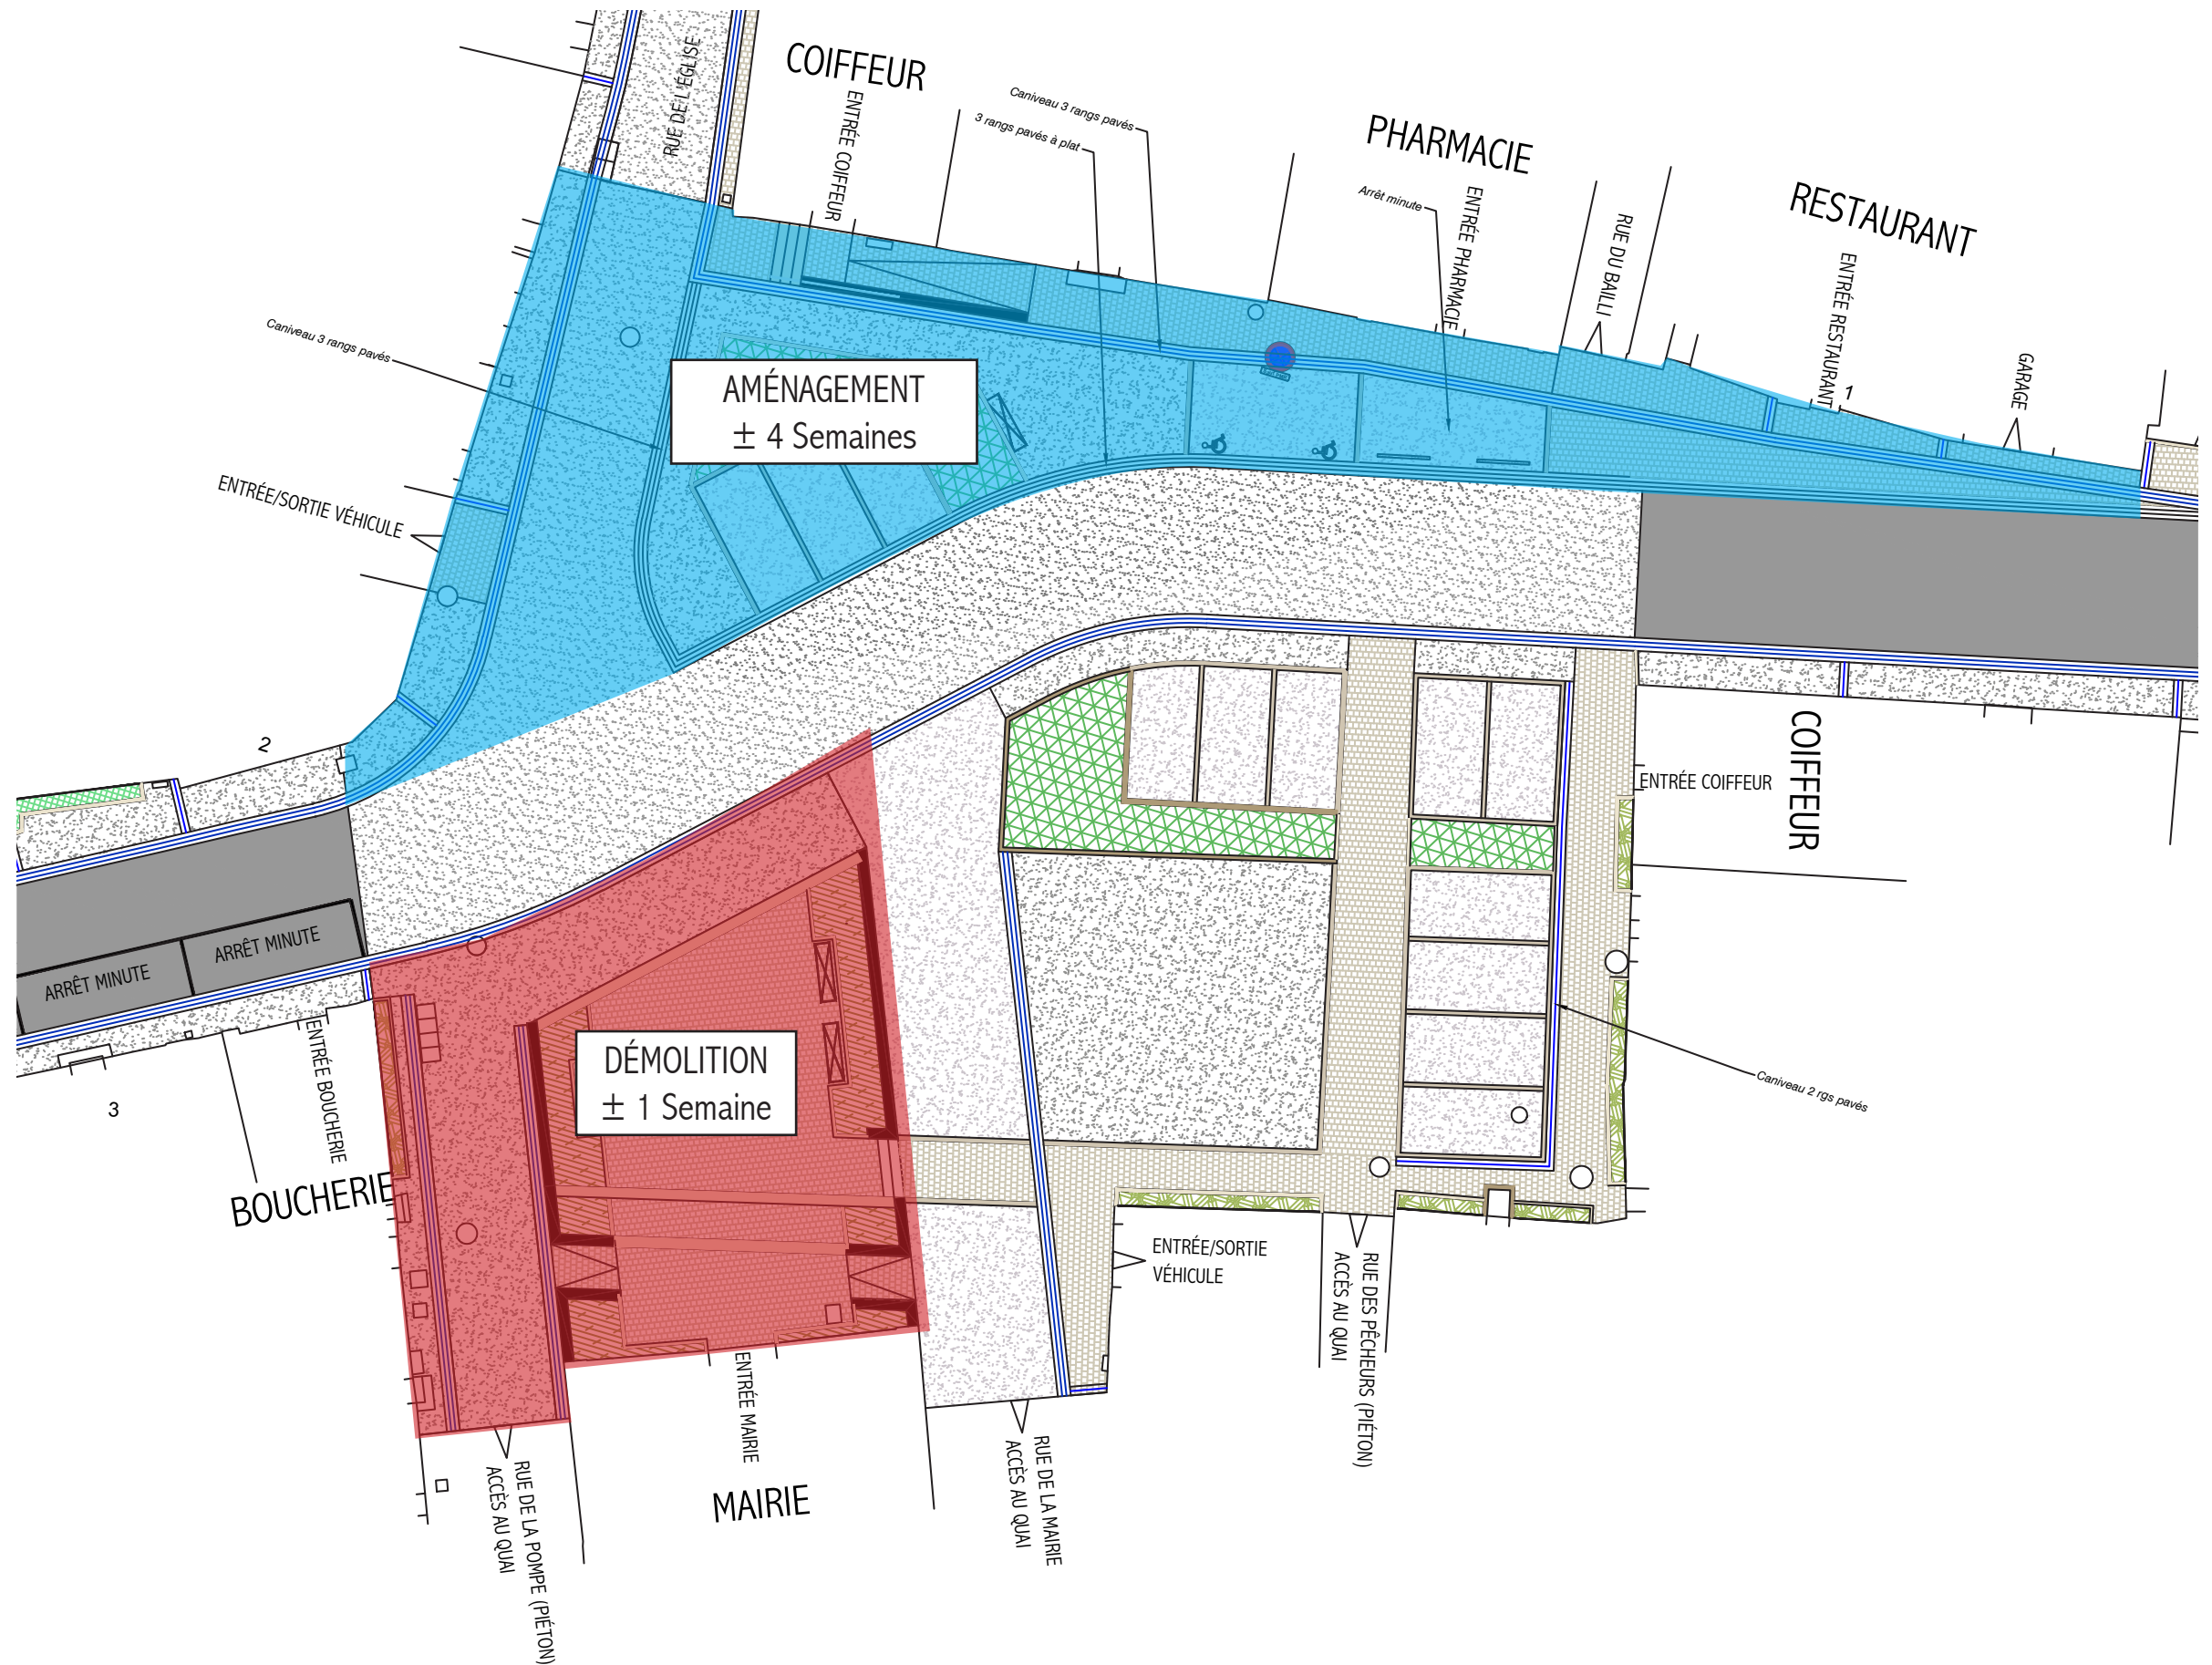 RUE DE L'ÉGLISE
COIFFEUR
ENTRÉE COIFFEUR
Caniveau 3 rangs pavés
3 rangs pavés à plat
PHARMACIE
Arrêt minute
ENTRÉE PHARMACIE
RUE DU BAILLI
RESTAURANT
ENTRÉE RESTAURANT
1
GARAGE
Caniveau 3 rangs pavés
AMÉNAGEMENT
± 4 Semaines
ENTRÉE/SORTIE VÉHICULE
2
COIFFEUR
ENTRÉE COIFFEUR
ARRÊT MINUTE
ARRÊT MINUTE
3
ENTRÉE BOUCHERIE
BOUCHERIE
DÉMOLITION
± 1 Semaine
Caniveau 2 rgs pavés
ENTRÉE/SORTIE
VÉHICULE
RUE DES PÊCHEURS (PIÉTON)
ACCÈS AU QUAI
ENTRÉE MAIRIE
MAIRIE
RUE DE LA MAIRIE
ACCÈS AU QUAI
RUE DE LA POMPE (PIÉTON)
ACCÈS AU QUAI